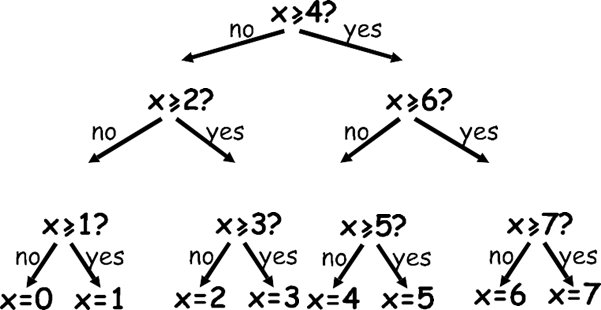 x⩾4?
no yes
x⩾2? x⩾6?
no yes no yes
x⩾1? x⩾3? x⩾5? x⩾7?
no yes no yes no yes no yes
x=0 x=1 x=2 x=3 x=4 x=5 x=6 x=7